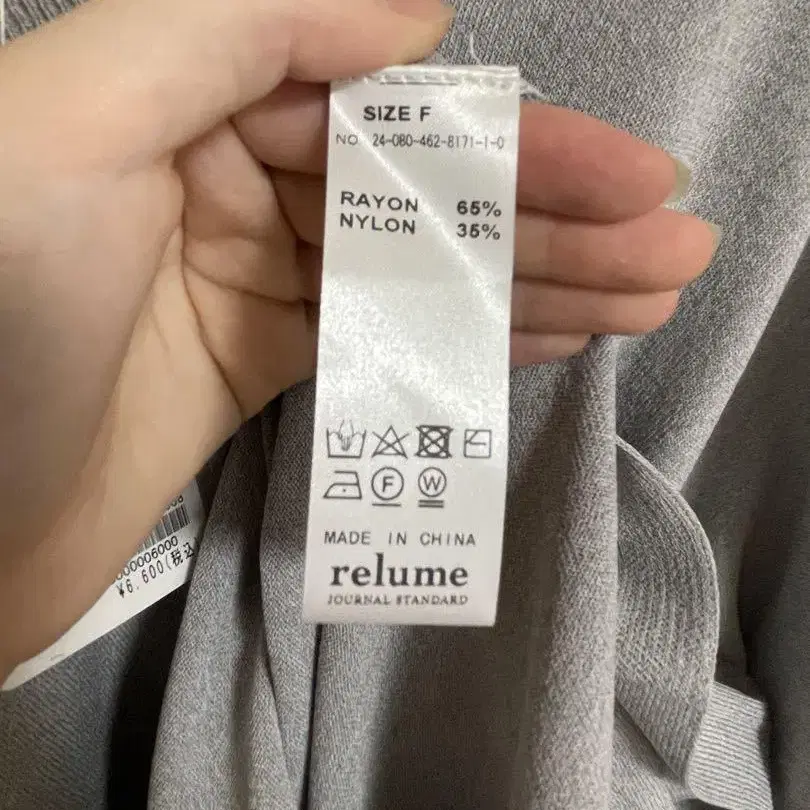 SIZE F
NO 24-080-462-8171-1-0
RAYON 65%
NYLON 35%
F
W
MADE IN CHINA
relume
JOURNAL STANDARD
000006000
¥6,600(税込)